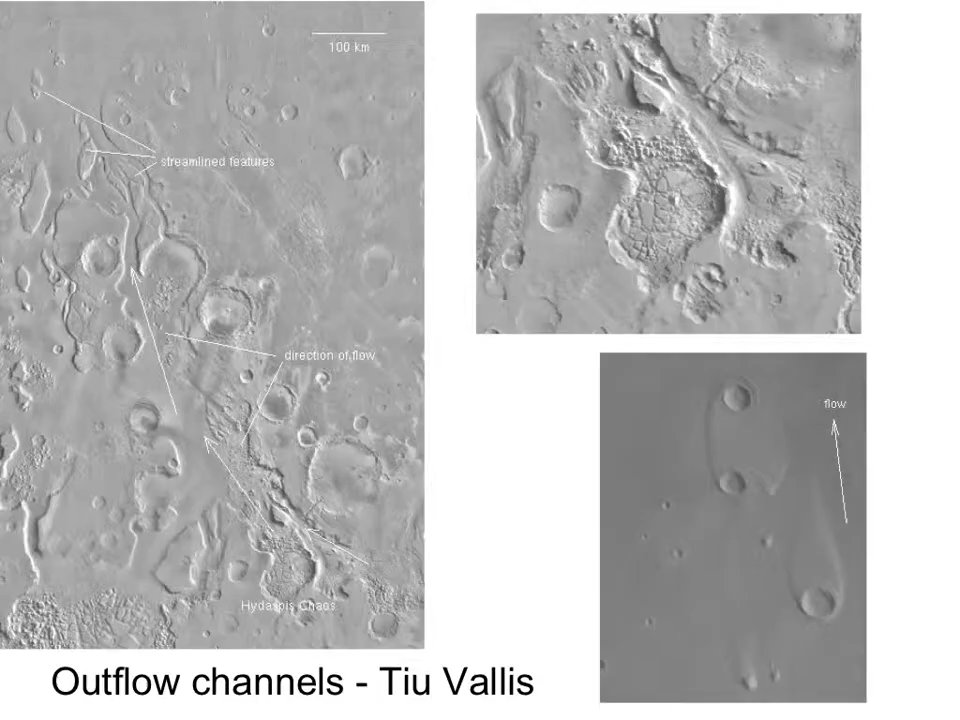 100 km
streamlined features
direction of flow
Hydaspis Chaos
flow
Outflow channels - Tiu Vallis